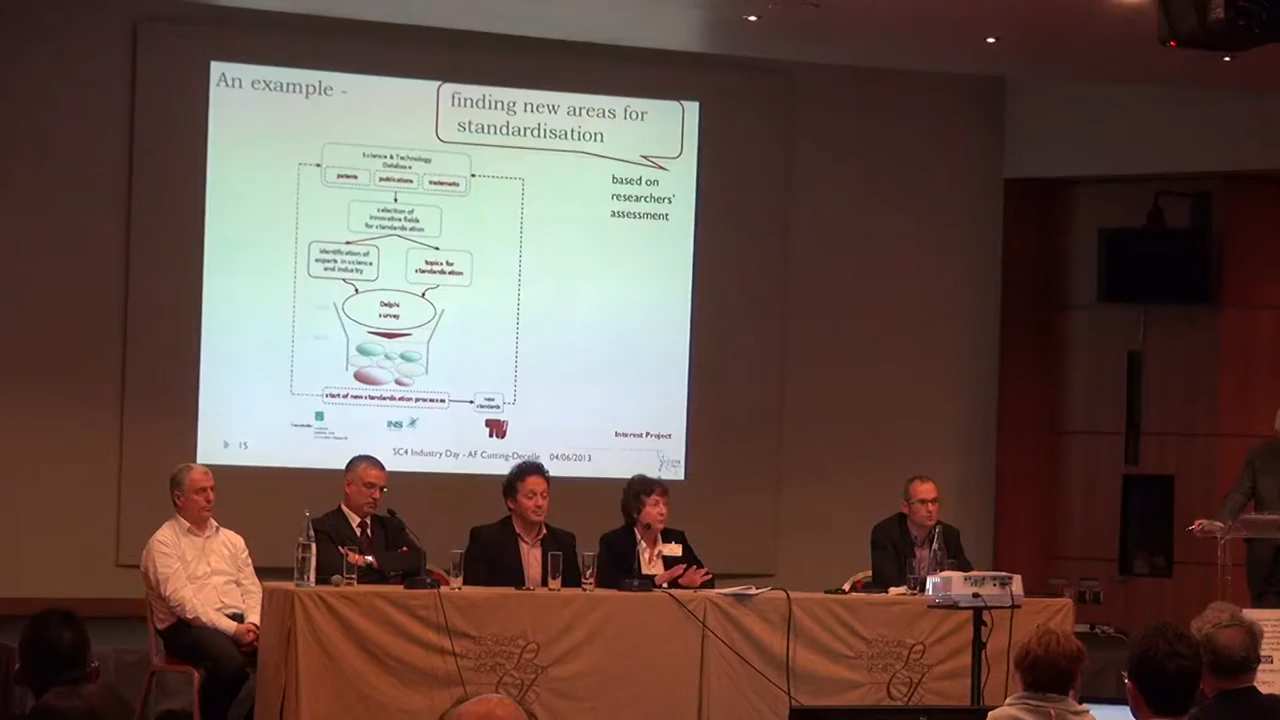 An example -
finding new areas for
standardisation
based on
researchers'
assessment
Science & Technology
Database
patents
publications
trademarks
selection of
innovative fields
for standardisation
identification of
experts in science
and industry
topics for
standardisation
Delphi
survey
start of new standardisation processes
new
standards
INS
TU
Interest Project
15
SC4 Industry Day - AF Cutting-Decelle 04/06/2013